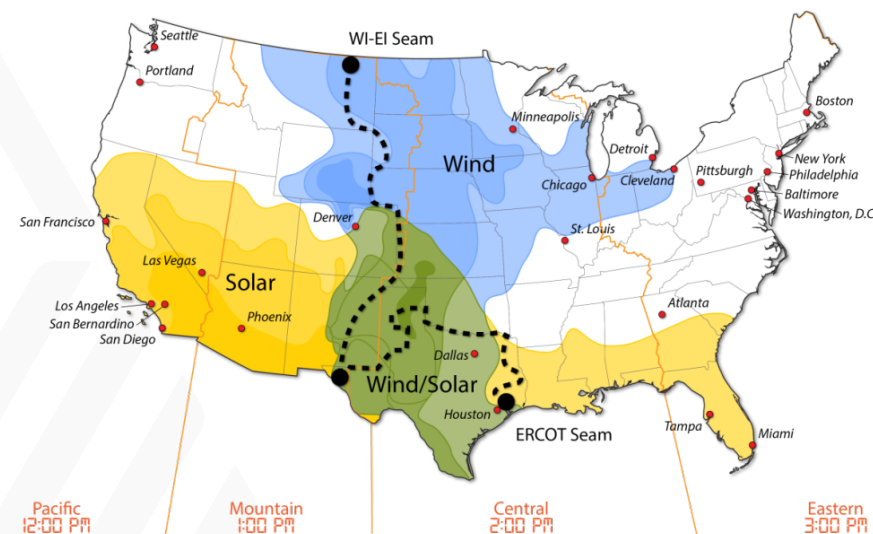 WI-EI Seam
Seattle
Portland
Minneapolis
Boston
Detroit
New York
Philadelphia
Pittsburgh
Cleveland
Chicago
Baltimore
Washington, D.C
Wind
San Francisco
Denver
St. Louis
Las Vegas
Solar
Los Angeles
San Bernardino
San Diego
Phoenix
Atlanta
Dallas
Wind/Solar
Houston
ERCOT Seam
Tampa
Miami
Pacific
12:00 PM
Mountain
1:00 PM
Central
2:00 PM
Eastern
3:00 PM